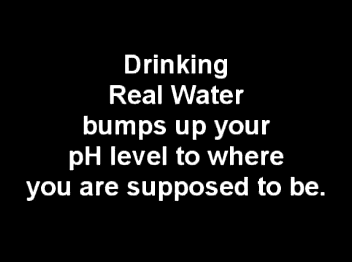 Drinking
Real Water
bumps up your
pH level to where
you are supposed to be.